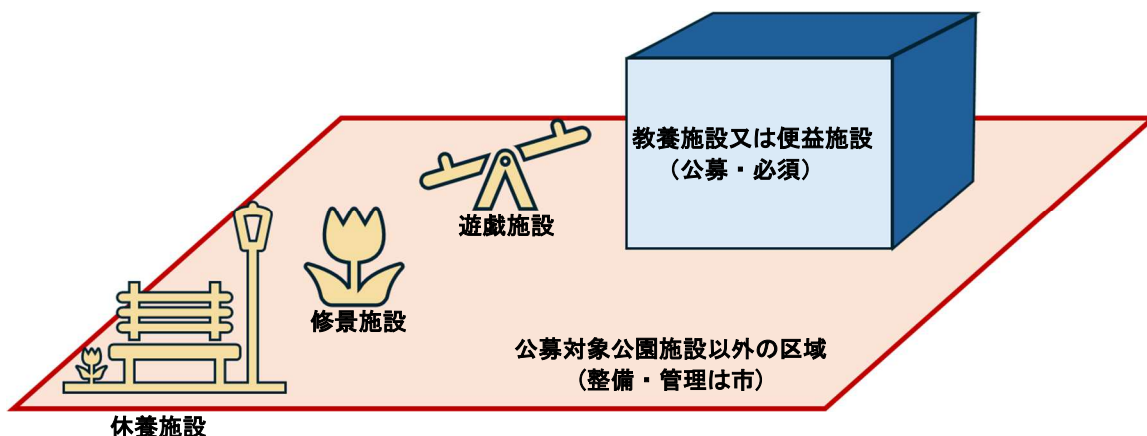 教養施設又は便益施設
（公募・必須）
遊戯施設
修景施設
公募対象公園施設以外の区域
（整備・管理は市）
休養施設